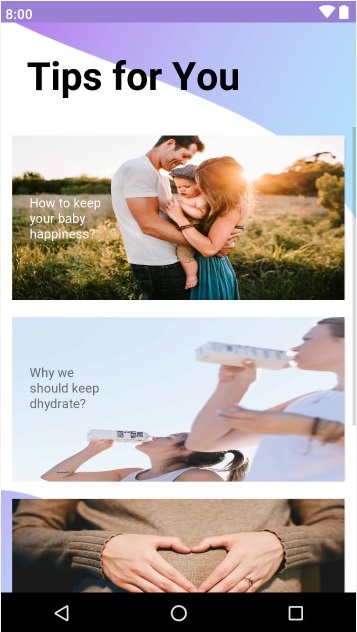 8:00
Tips for You
How to keep
your baby
happiness?
Why we
should keep
dhydrate?